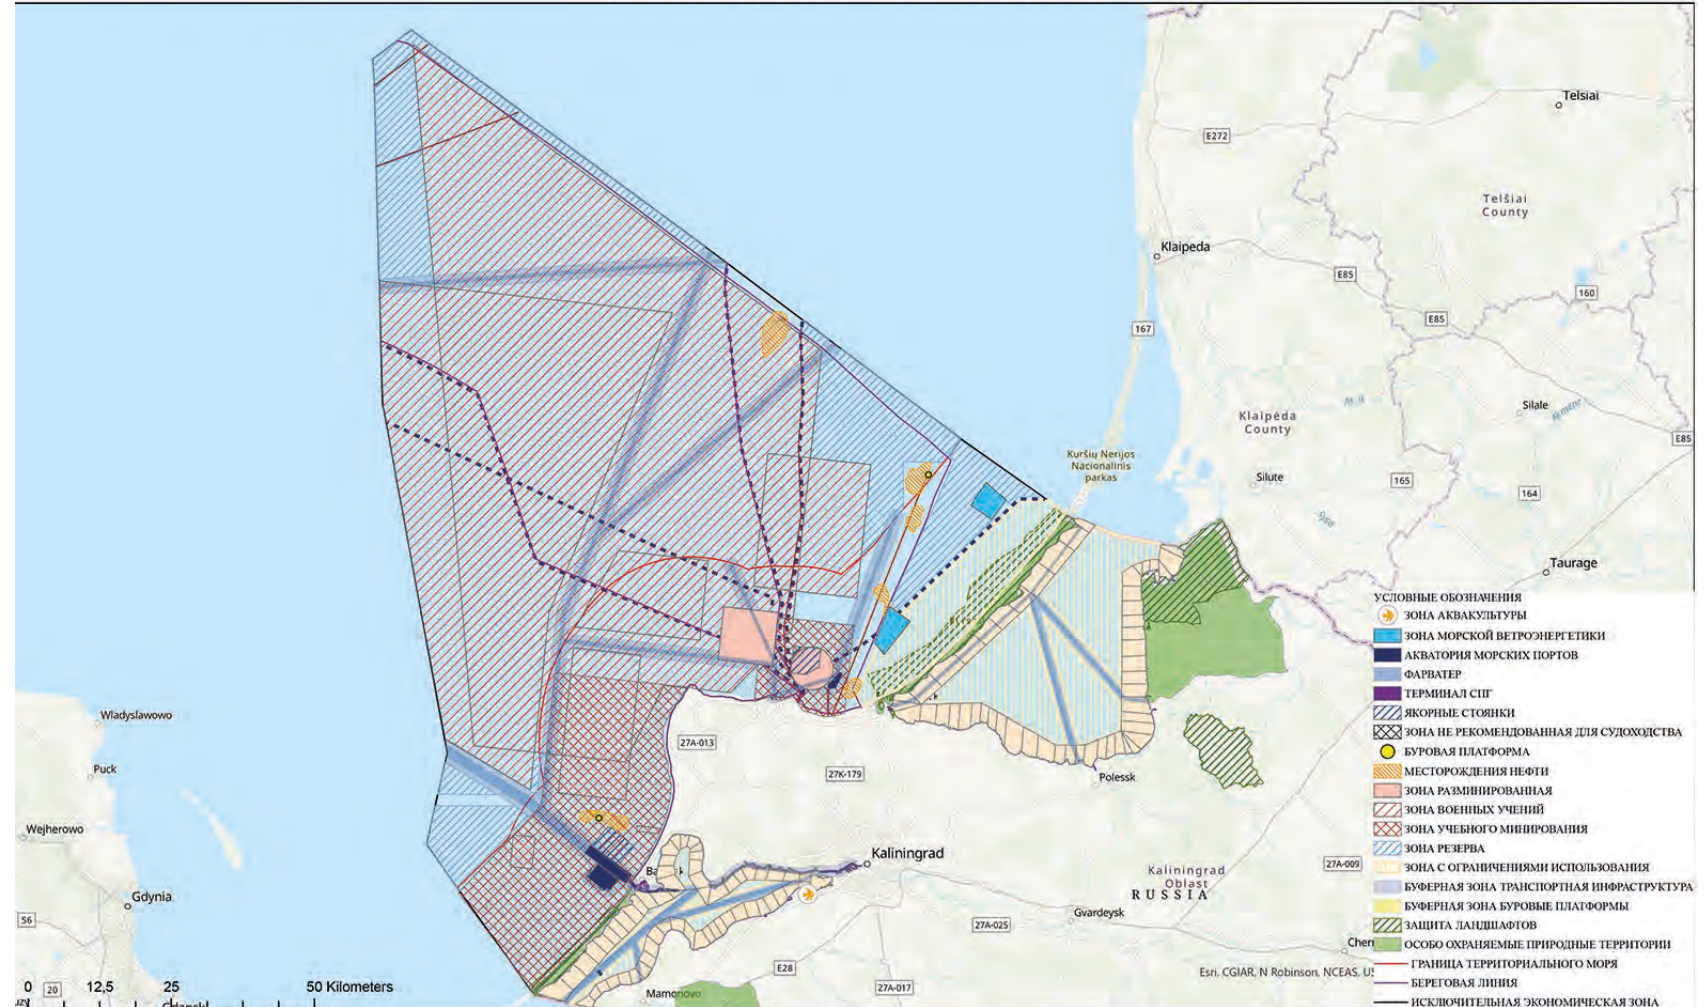 Telsiai
E272
Telšiai
County
Klaipeda
E85
160
167
E85
Klaipėda
County
Silale
E85
Kuršių Nerijos
Nacionalinis
parkas
Silute
165
164
Taurage
Wladyslawowo
27A-013
Puck
27K-179
Polessk
Wejherowo
Kaliningrad
27A-009
Kaliningrad
Oblast
RUSSIA
Gdynia
Gvardeysk
S6
27A-025
E28
Esri, CGIAR, N Robinson, NCEAS, US
Mamonovo
27A-017
0 12,5 25 50 Kilometers
20
УСЛОВНЫЕ ОБОЗНАЧЕНИЯ
ЗОНА АКВАКУЛЬТУРЫ
ЗОНА МОРСКОЙ ВЕТРОЭНЕРГЕТИКИ
АКВАТОРИЯ МОРСКИХ ПОРТОВ
ФАРВАТЕР
ТЕРМИНАЛ СПГ
ЯКОРНЫЕ СТОЯНКИ
ЗОНА НЕ РЕКОМЕНДОВАННАЯ ДЛЯ СУДОХОДСТВА
БУРОВАЯ ПЛАТФОРМА
МЕСТОРОЖДЕНИЯ НЕФТИ
ЗОНА РАЗМИНИРОВАННАЯ
ЗОНА ВОЕННЫХ УЧЕНИЙ
ЗОНА УЧЕБНОГО МИНИРОВАНИЯ
ЗОНА РЕЗЕРВА
ЗОНА С ОГРАНИЧЕНИЯМИ ИСПОЛЬЗОВАНИЯ
БУФЕРНАЯ ЗОНА ТРАНСПОРТНАЯ ИНФРАСТРУКТУРА
БУФЕРНАЯ ЗОНА БУРОВЫЕ ПЛАТФОРМЫ
ЗАЩИТА ЛАНДШАФТОВ
ОСОБО ОХРАНЯЕМЫЕ ПРИРОДНЫЕ ТЕРРИТОРИИ
ГРАНИЦА ТЕРРИТОРИАЛЬНОГО МОРЯ
БЕРЕГОВАЯ ЛИНИЯ
ИСКЛЮЧИТЕЛЬНАЯ ЭКОНОМИЧЕСКАЯ ЗОНА